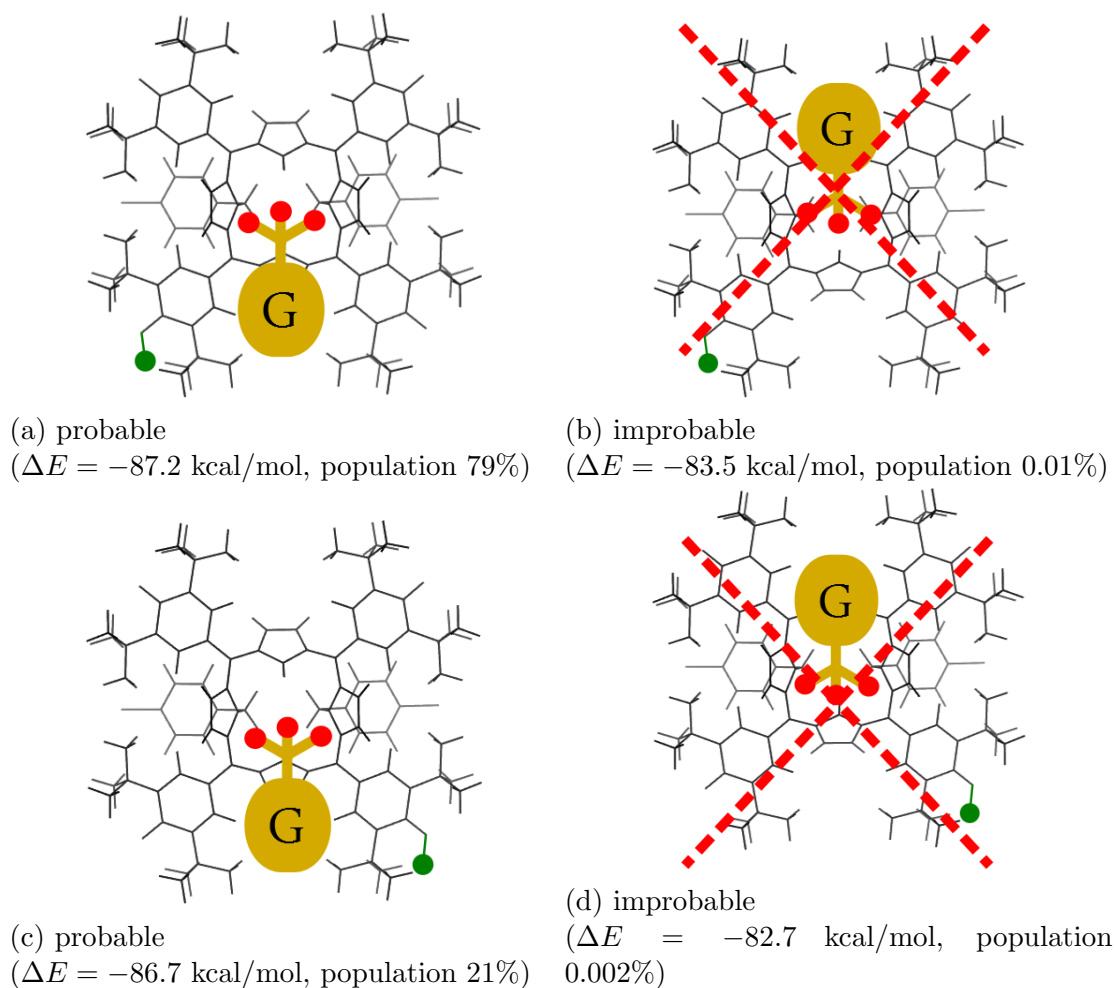 G
G
(a) probable
(ΔE = −87.2 kcal/mol, population 79%)
(b) improbable
(ΔE = −83.5 kcal/mol, population 0.01%)
G
G
(c) probable
(ΔE = −86.7 kcal/mol, population 21%)
(d) improbable
(ΔE = −82.7 kcal/mol, population
0.002%)